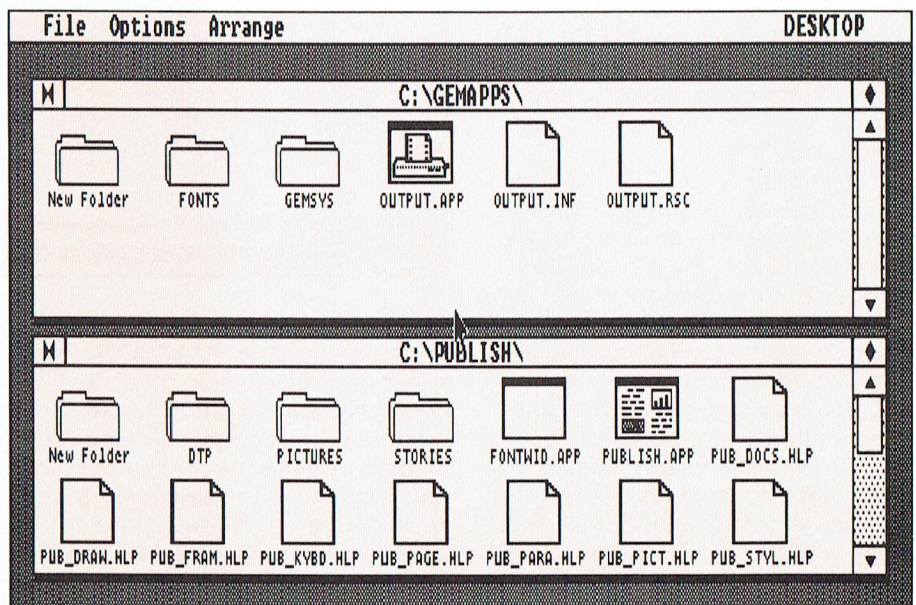 File Options Arrange DESKTOP
C:\GEMAPPS\
New Folder FONTS GEMSYS OUTPUT.APP OUTPUT.INF OUTPUT.RSC
C:\PUBLISH\
New Folder DTP PICTURES STORIES FONTWID.APP PUBLISH.APP PUB_DOCS.HLP
PUB_DRAW.HLP PUB_FRAM.HLP PUB_KYBD.HLP PUB_PAGE.HLP PUB_PARA.HLP PUB_PICT.HLP PUB_STYL.HLP